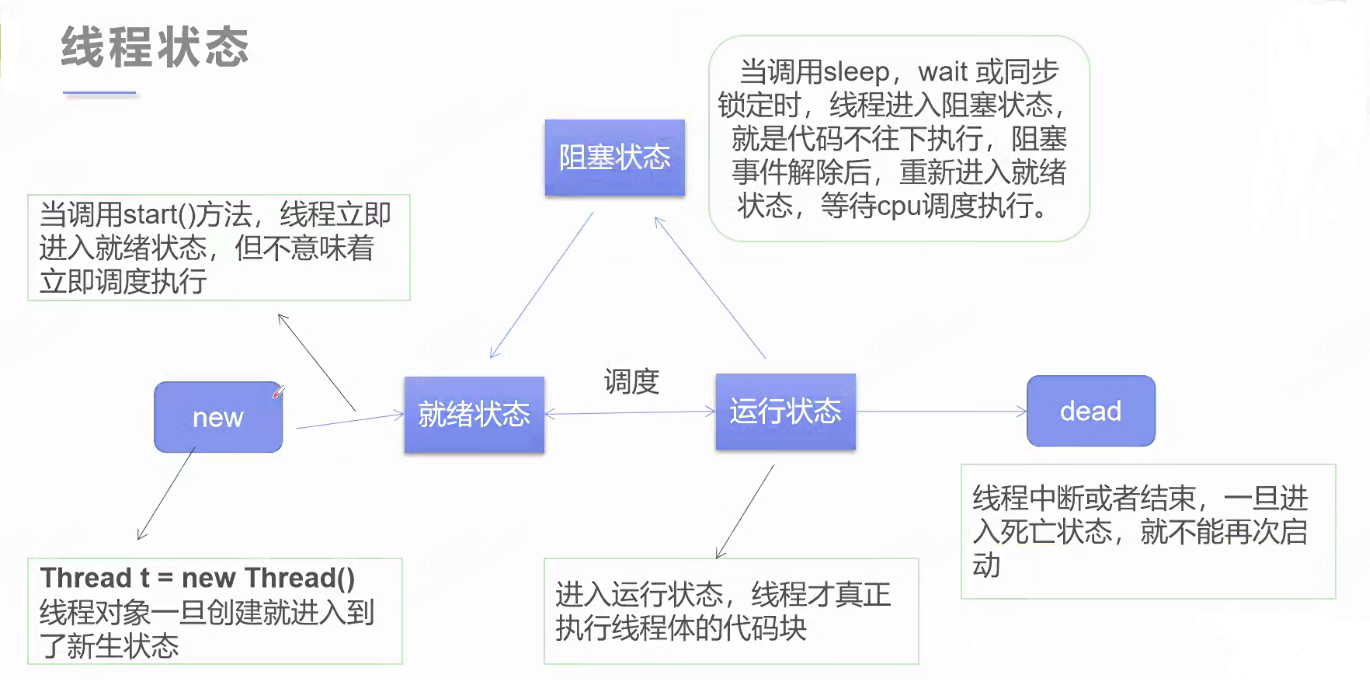 线程状态
当调用sleep，wait 或同步
锁定时，线程进入阻塞状态，
就是代码不往下执行，阻塞
事件解除后，重新进入就绪
状态，等待cpu调度执行。
阻塞状态
当调用start()方法，线程立即
进入就绪状态，但不意味着
立即调度执行
new
就绪状态
调度
运行状态
dead
线程中断或者结束，一旦进
入死亡状态，就不能再次启
动
Thread t = new Thread()
线程对象一旦创建就进入到
了新生状态
进入运行状态，线程才真正
执行线程体的代码块